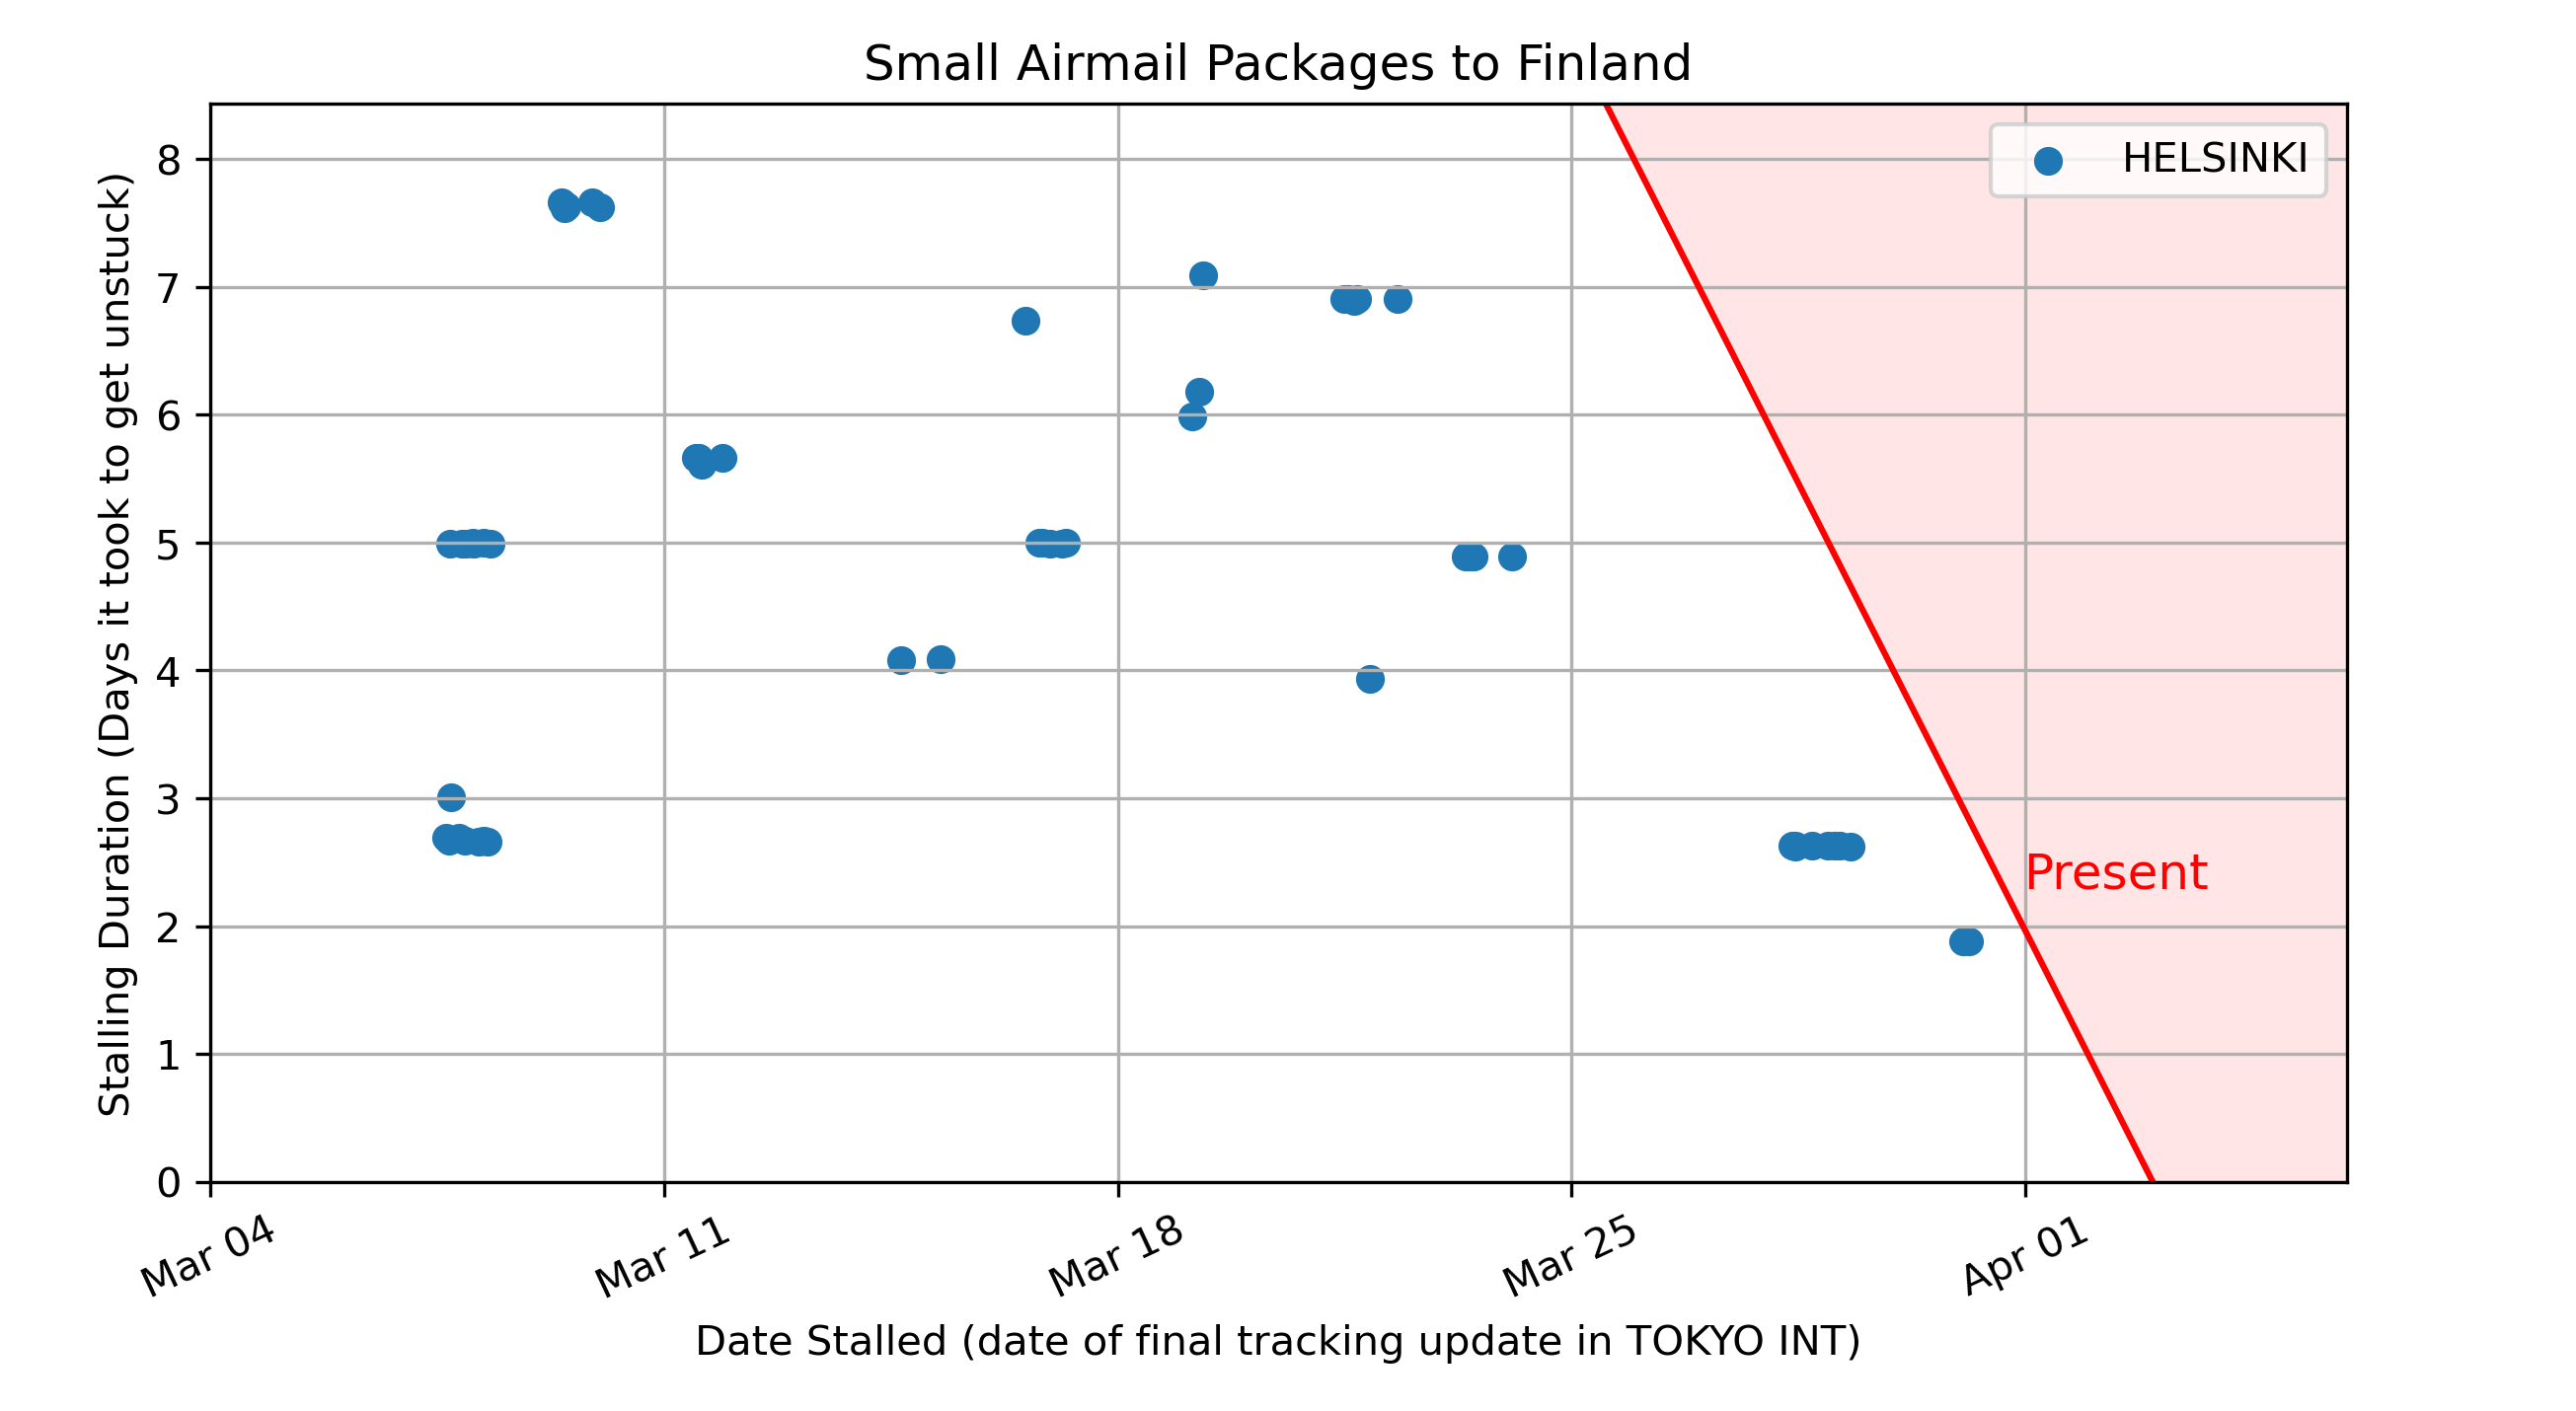 Small Airmail Packages to Finland
Stalling Duration (Days it took to get unstuck)
8
7
6
5
4
3
2
1
0
HELSINKI
Present
Mar 04
Mar 11
Mar 18
Mar 25
Apr 01
Date Stalled (date of final tracking update in TOKYO INT)